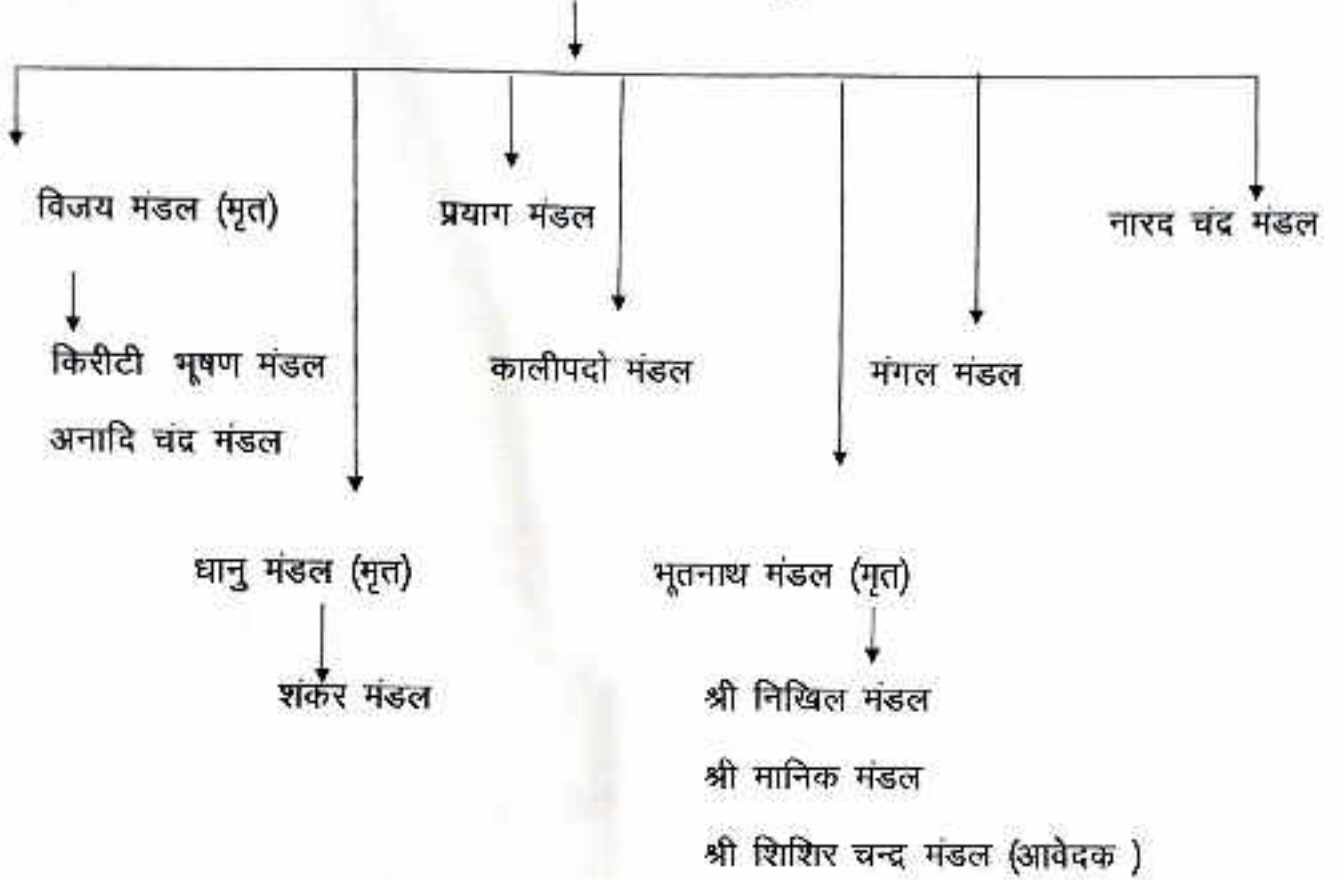 विजय मंडल (मृत)
प्रयाग मंडल
नारद चंद्र मंडल
किरीटी भूषण मंडल
अनादि चंद्र मंडल
कालीपदो मंडल
मंगल मंडल
धानु मंडल (मृत)
शंकर मंडल
भूतनाथ मंडल (मृत)
श्री निखिल मंडल
श्री मानिक मंडल
श्री शिशिर चन्द्र मंडल (आवेदक )